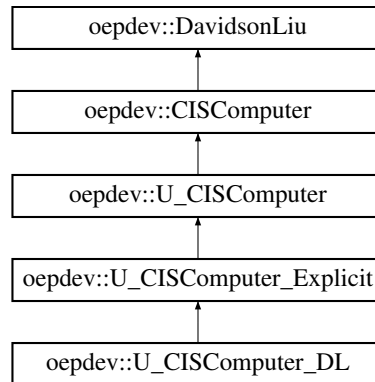 oepdev::DavidsonLiu
oepdev::CISComputer
oepdev::U_CISComputer
oepdev::U_CISComputer_Explicit
oepdev::U_CISComputer_DL